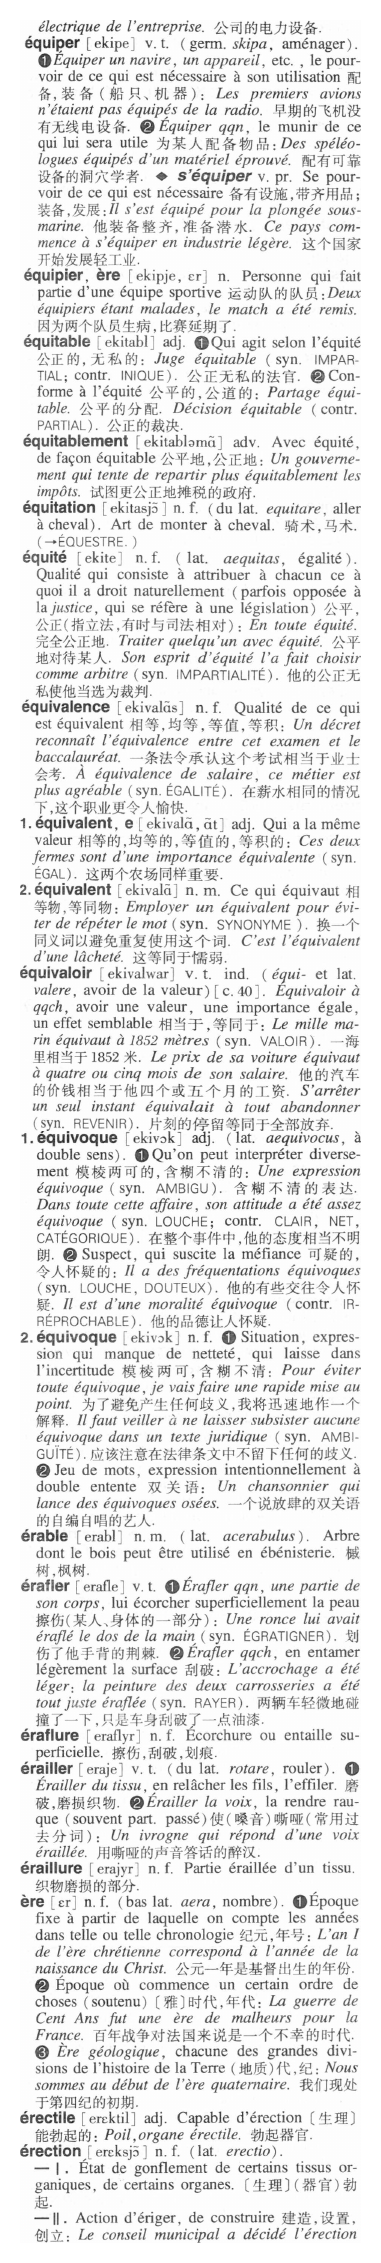 électrique de l'entreprise. 公司的电力设备.
équiper [ekipe] v. t. (germ. skipa, aménager).
❶Équiper un navire, un appareil, etc. , le pour-
voir de ce qui est nécessaire à son utilisation 配
备,装备(船只、机器): Les premiers avions
n'étaient pas équipés de la radio. 早期的飞机没
有无线电设备. ❷ Équiper qqn, le munir de ce
qui lui sera utile 为某人配备物品: Des spéléo-
logues équipés d'un matériel éprouvé. 配有可靠
设备的洞穴学者. ◆ s'équiper v. pr. Se pour-
voir de ce qui est nécessaire 备有设施,带齐用品;
装备,发展: Il s'est équipé pour la plongée sous-
marine. 他装备整齐,准备潜水. Ce pays com-
mence à s'équiper en industrie légère. 这个国家
开始发展轻工业.
équipier, ère [ekipje, ɛr] n. Personne qui fait
partie d'une équipe sportive 运动队的队员: Deux
équipiers étant malades, le match a été remis.
因为两个队员生病,比赛延期了.
équitable [ekitabl] adj. ❶Qui agit selon l'équité
公正的,无私的: Juge équitable (syn. IMPAR-
TIAL; contr. INIQUE). 公正无私的法官. ❷ Con-
forme à l'équité 公平的,公道的: Partage équi-
table. 公平的分配. Décision équitable (contr.
PARTIAL). 公正的裁决.
équitablement [ekitabləmɑ̃] adv. Avec équité,
de façon équitable 公平地,公正地: Un gouverne-
ment qui tente de repartir plus équitablement les
impôts. 试图更公正地摊税的政府.
équitation [ekitasjɔ̃] n. f. (du lat. equitare, aller
à cheval). Art de monter à cheval. 骑术,马术.
(→ÉQUESTRE. )
équité [ekite] n. f. ( lat. aequitas, égalité).
Qualité qui consiste à attribuer à chacun ce à
quoi il a droit naturellement (parfois opposée à
la justice, qui se réfère à une législation) 公平,
公正(指立法,有时与司法相对): En toute équité.
完全公正地. Traiter quelqu'un avec équité. 公平
地对待某人. Son esprit d'équité l'a fait choisir
comme arbitre (syn. IMPARTIALITÉ). 他的公正无
私使他当选为裁判.
équivalence [ekivalɑ̃s] n. f. Qualité de ce qui
est équivalent 相等,均等,等值,等积: Un décret
reconnaît l'équivalence entre cet examen et le
baccalauréat. 一条法令承认这个考试相当于业士
会考. À équivalence de salaire, ce métier est
plus agréable (syn. ÉGALITÉ). 在薪水相同的情况
下,这个职业更令人愉快.
1. équivalent, e [ekivalɑ̃, ɑ̃t] adj. Qui a la même
valeur 相等的,均等的,等值的,等积的: Ces deux
fermes sont d'une importance équivalente (syn.
ÉGAL). 这两个农场同样重要.
2. équivalent [ekivalɑ̃] n. m. Ce qui équivaut 相
等物,等同物: Employer un équivalent pour évi-
ter de répéter le mot (syn. SYNONYME ). 换一个
同义词以避免重复使用这个词. C'est l'équivalent
d'une lâcheté. 这等同于懦弱.
équivaloir [ekivalwar] v. t. ind. ( équi- et lat.
valere, avoir de la valeur) [c. 40]. Équivaloir à
qqch, avoir une valeur, une importance égale,
un effet semblable 相当于,等同于: Le mille ma-
rin équivaut à 1852 mètres (syn. VALOIR). 一海
里相当于1852米. Le prix de sa voiture équivaut
à quatre ou cinq mois de son salaire. 他的汽车
的价钱相当于他四个或五个月的工资. S'arrêter
un seul instant équivalait à tout abandonner
(syn. REVENIR). 片刻的停留等同于全部放弃.
1. équivoque [ekivɔk] adj. (lat. aequivocus, à
double sens). ❶ Qu'on peut interpréter diverse-
ment 模棱两可的,含糊不清的: Une expression
équivoque ( syn. AMBIGU). 含糊不清的表达.
Dans toute cette affaire, son attitude a été assez
équivoque (syn. LOUCHE; contr. CLAIR, NET,
CATÉGORIQUE). 在整个事件中,他的态度相当不明
朗. ❷ Suspect, qui suscite la méfiance 可疑的,
令人怀疑的: Il a des fréquentations équivoques
(syn. LOUCHE, DOUTEUX). 他的有些交往令人怀
疑. Il est d'une moralité équivoque (contr. IR-
RÉPROCHABLE). 他的品德让人怀疑.
2. équivoque [ekivɔk] n. f. ❶ Situation, expres-
sion qui manque de netteté, qui laisse dans
l'incertitude 模棱两可,含糊不清: Pour éviter
toute équivoque, je vais faire une rapide mise au
point. 为了避免产生任何歧义,我将迅速地作一个
解释. Il faut veiller à ne laisser subsister aucune
équivoque dans un texte juridique ( syn. AMBI-
GUÏTÉ). 应该注意在法律条文中不留下任何的歧义.
❷ Jeu de mots, expression intentionnellement à
double entente 双关语: Un chansonnier qui
lance des équivoques osées. 一个说放肆的双关语
的自编自唱的艺人.
érable [erabl] n. m. ( lat. acerabulus). Arbre
dont le bois peut être utilisé en ébénisterie. 槭
树,枫树.
érafler [erafle] v. t. ❶ Érafler qqn, une partie de
son corps, lui écorcher superficiellement la peau
擦伤(某人、身体的一部分): Une ronce lui avait
éraflé le dos de la main (syn. ÉGRATIGNER). 划
伤了他手背的荆棘. ❷ Érafler qqch, en entamer
légèrement la surface 刮破: L'accrochage a été
léger: la peinture des deux carrosseries a été
tout juste éraflée (syn. RAYER). 两辆车轻微地碰
撞了一下,只是车身刮破了一点油漆.
éraflure [eraflyr] n. f. Écorchure ou entaille su-
perficielle. 擦伤,刮破,划痕.
érailler [eraje] v. t. (du lat. rotare, rouler). ❶
Érailler du tissu, en relâcher les fils, l'effiler. 磨
破,磨损织物. ❷ Érailler la voix, la rendre rau-
que (souvent part. passé)使(嗓音)嘶哑(常用过
去分词): Un ivrogne qui répond d'une voix
éraillée. 用嘶哑的声音答话的醉汉.
éraillure [erajyr] n. f. Partie éraillée d'un tissu.
织物磨损的部分.
ère [ɛr] n. f. (bas lat. aera, nombre). ❶Époque
fixe à partir de laquelle on compte les années
dans telle ou telle chronologie 纪元,年号: L'an I
de l'ère chrétienne correspond à l'année de la
naissance du Christ. 公元一年是基督出生的年份.
❷ Époque où commence un certain ordre de
choses (soutenu) [雅]时代,年代: La guerre de
Cent Ans fut une ère de malheurs pour la
France. 百年战争对法国来说是一个不幸的时代.
❸ Ère géologique, chacune des grandes divi-
sions de l'histoire de la Terre (地质)代,纪: Nous
sommes au début de l'ère quaternaire. 我们现处
于第四纪的初期.
érectile [erɛktil] adj. Capable d'érection [生理]
能勃起的: Poil, organe érectile. 勃起器官.
érection [erɛksjɔ̃] n. f. (lat. erectio).
— I. État de gonflement de certains tissus or-
ganiques, de certains organes. [生理](器官)勃
起.
— II. Action d'ériger, de construire 建造,设置,
创立: Le conseil municipal a décidé l'érection